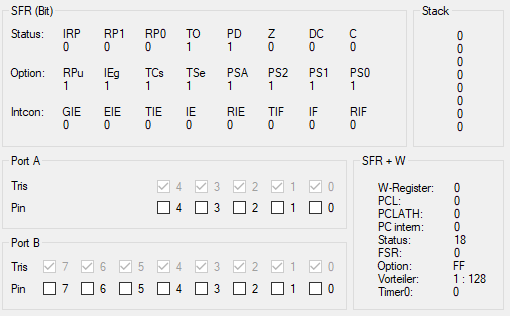 SFR (Bit)
Status: IRP RP1 RP0 TO PD Z DC C
0 0 0 1 1 0 0 0
Option: RPu IEg TCs TSe PSA PS2 PS1 PS0
1 1 1 1 1 1 1 1
Intcon: GIE EIE TIE IE RIE TIF IF RIF
0 0 0 0 0 0 0 0
Stack
0
0
0
0
0
0
0
0
Port A
Tris 4 3 2 1 0
Pin 4 3 2 1 0
Port B
Tris 7 6 5 4 3 2 1 0
Pin 7 6 5 4 3 2 1 0
SFR + W
W-Register: 0
PCL: 0
PCLATH: 0
PC intern: 0
Status: 18
FSR: 0
Option: FF
Vorteiler: 1 : 128
Timer0: 0